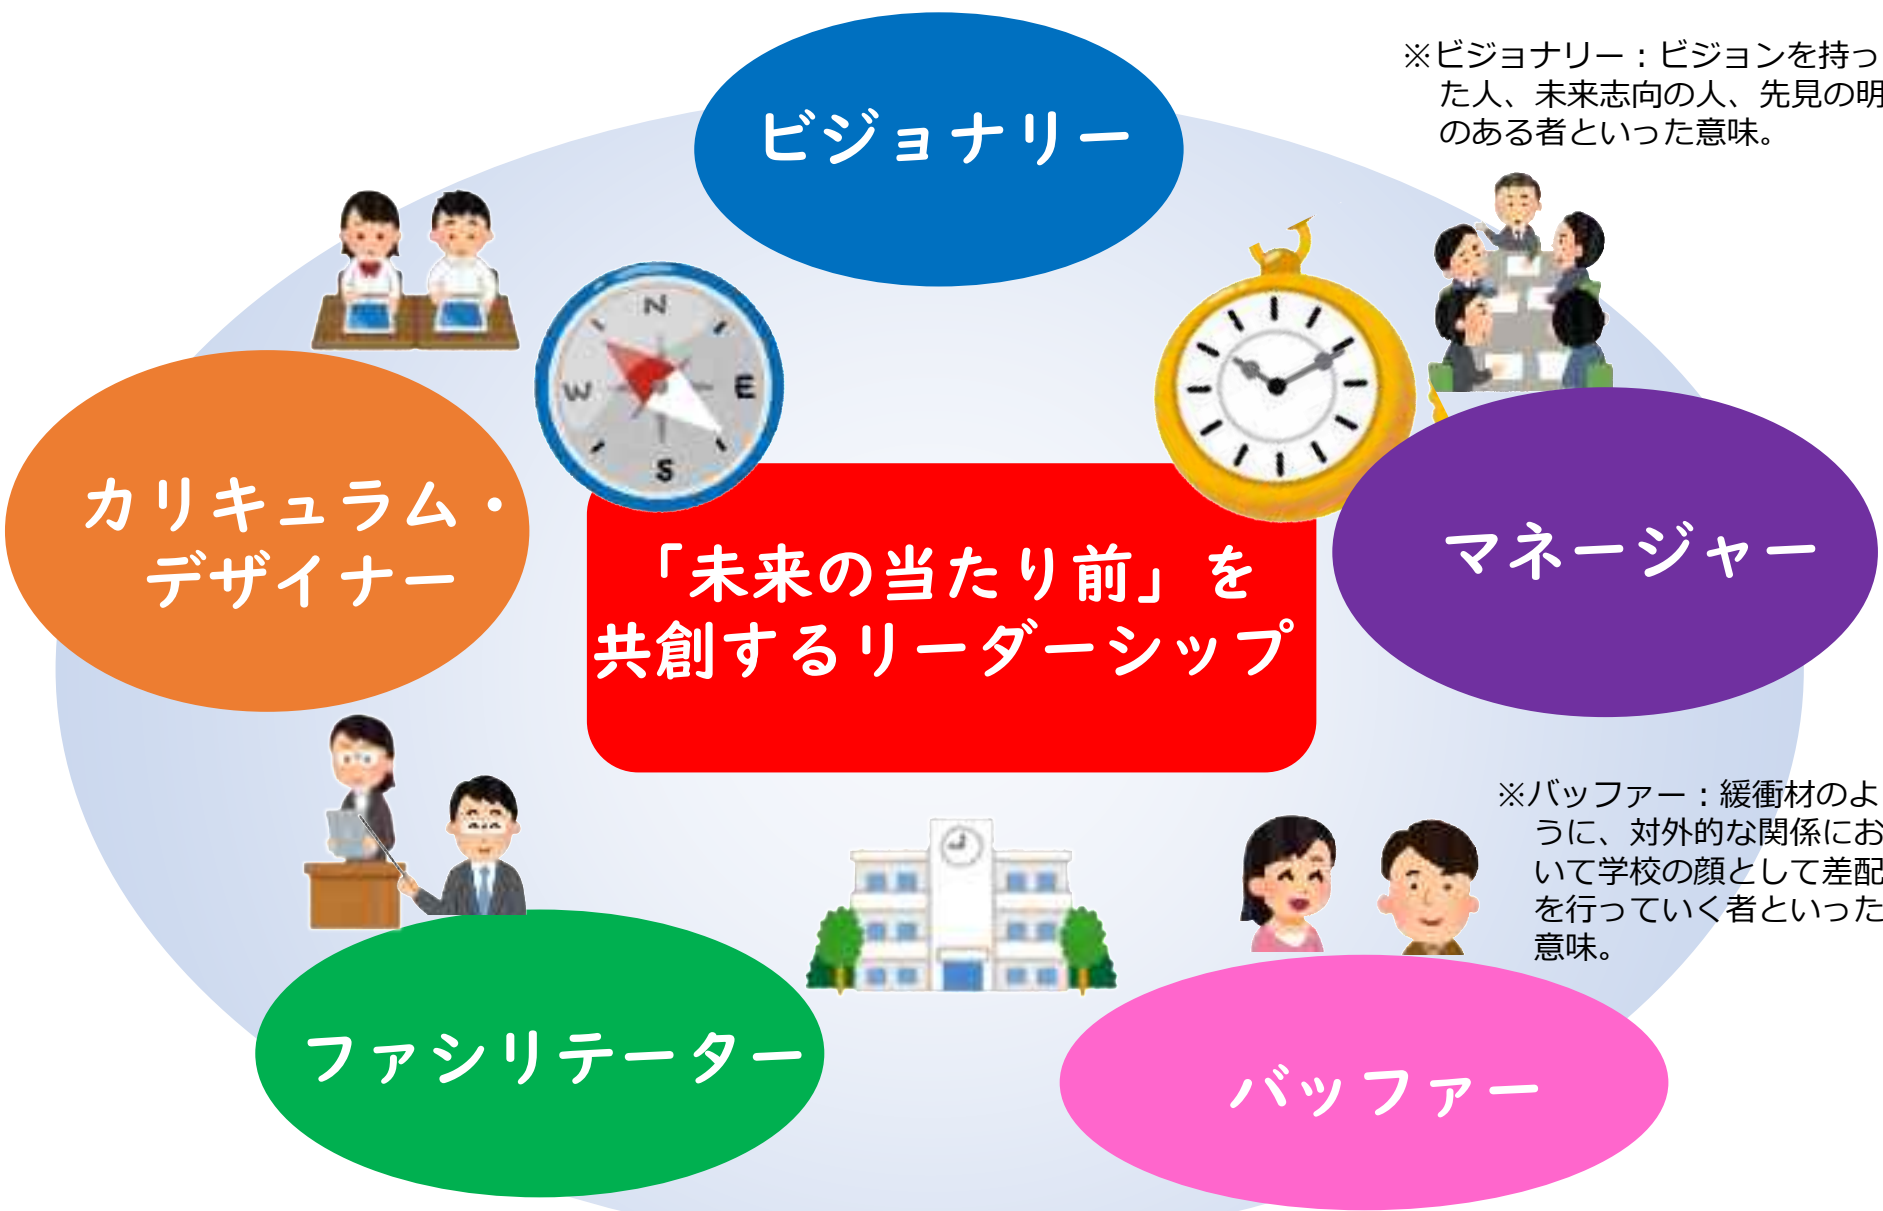 ビジョナリー
※ビジョナリー：ビジョンを持っ
た人、未来志向の人、先見の明
のある者といった意味。
N
W
E
S
カリキュラム・
デザイナー
「未来の当たり前」を
共創するリーダーシップ
マネージャー
※バッファー：緩衝材のよ
うに、対外的な関係にお
いて学校の顔として差配
を行っていく者といった
意味。
ファシリテーター
バッファー